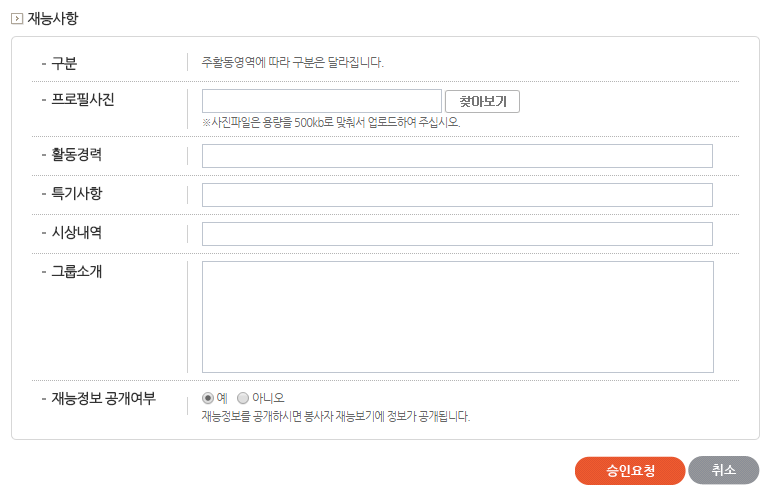 재능사항
- 구분
주활동영역에 따라 구분은 달라집니다.
- 프로필사진
찾아보기
※사진파일은 용량을 500kb로 맞춰서 업로드하여 주십시오.
- 활동경력
- 특기사항
- 시상내역
- 그룹소개
- 재능정보 공개여부
예 아니오
재능정보를 공개하시면 봉사자 재능보기에 정보가 공개됩니다.
승인요청 취소